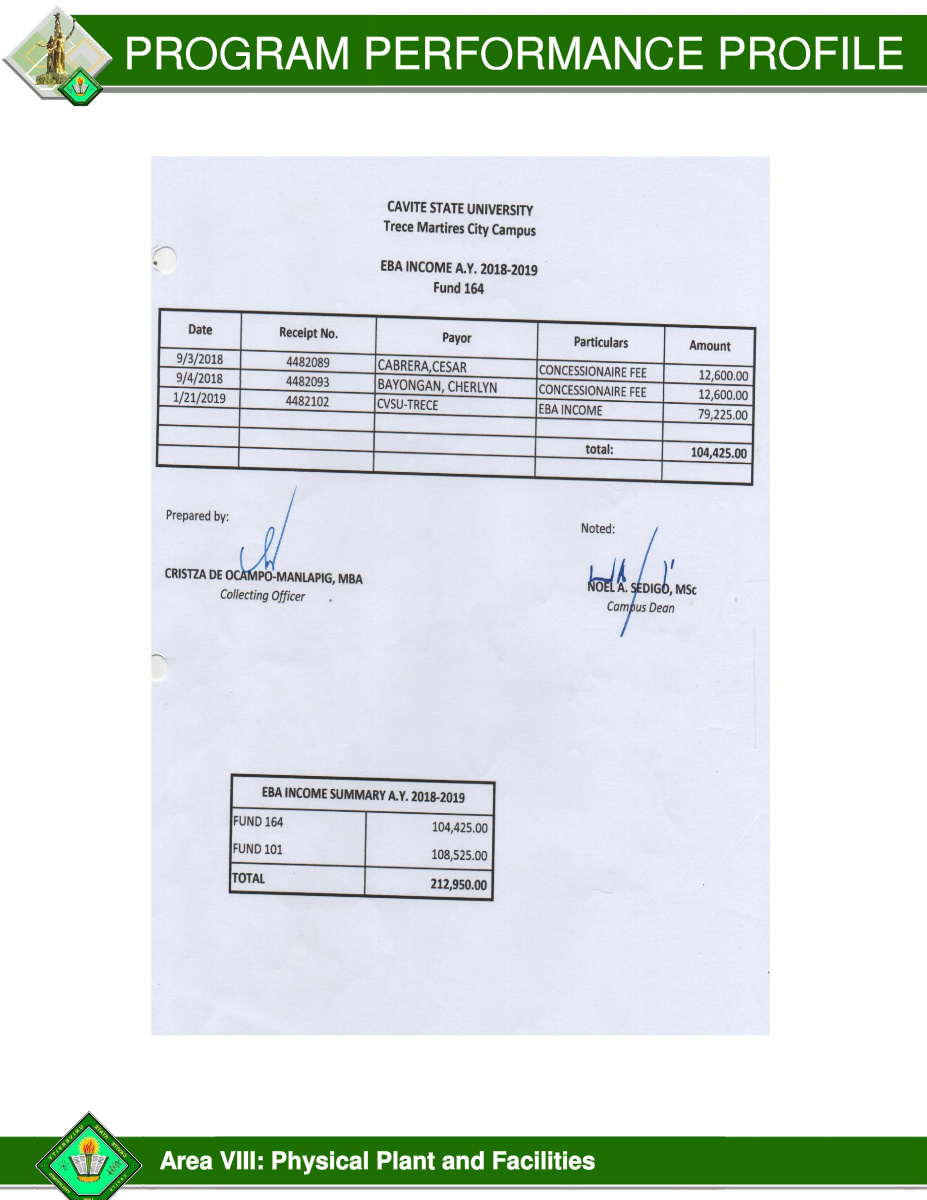 PROGRAM PERFORMANCE PROFILE
CAVITE STATE UNIVERSITY
Trece Martires City Campus
EBA INCOME A.Y. 2018-2019
Fund 164
Date Receipt No. Payor Particulars Amount
9/3/2018 4482089 CABRERA,CESAR CONCESSIONAIRE FEE 12,600.00
9/4/2018 4482093 BAYONGAN, CHERLYN CONCESSIONAIRE FEE 12,600.00
1/21/2019 4482102 CVSU-TRECE EBA INCOME 79,225.00
total: 104,425.00
Prepared by: Noted:
CRISTZA DE OCAMPO-MANLAPIG, MBA NOEL A. SEDIGO, MSc
Collecting Officer Campus Dean
EBA INCOME SUMMARY A.Y. 2018-2019
FUND 164 104,425.00
FUND 101 108,525.00
TOTAL 212,950.00
Area VIII: Physical Plant and Facilities